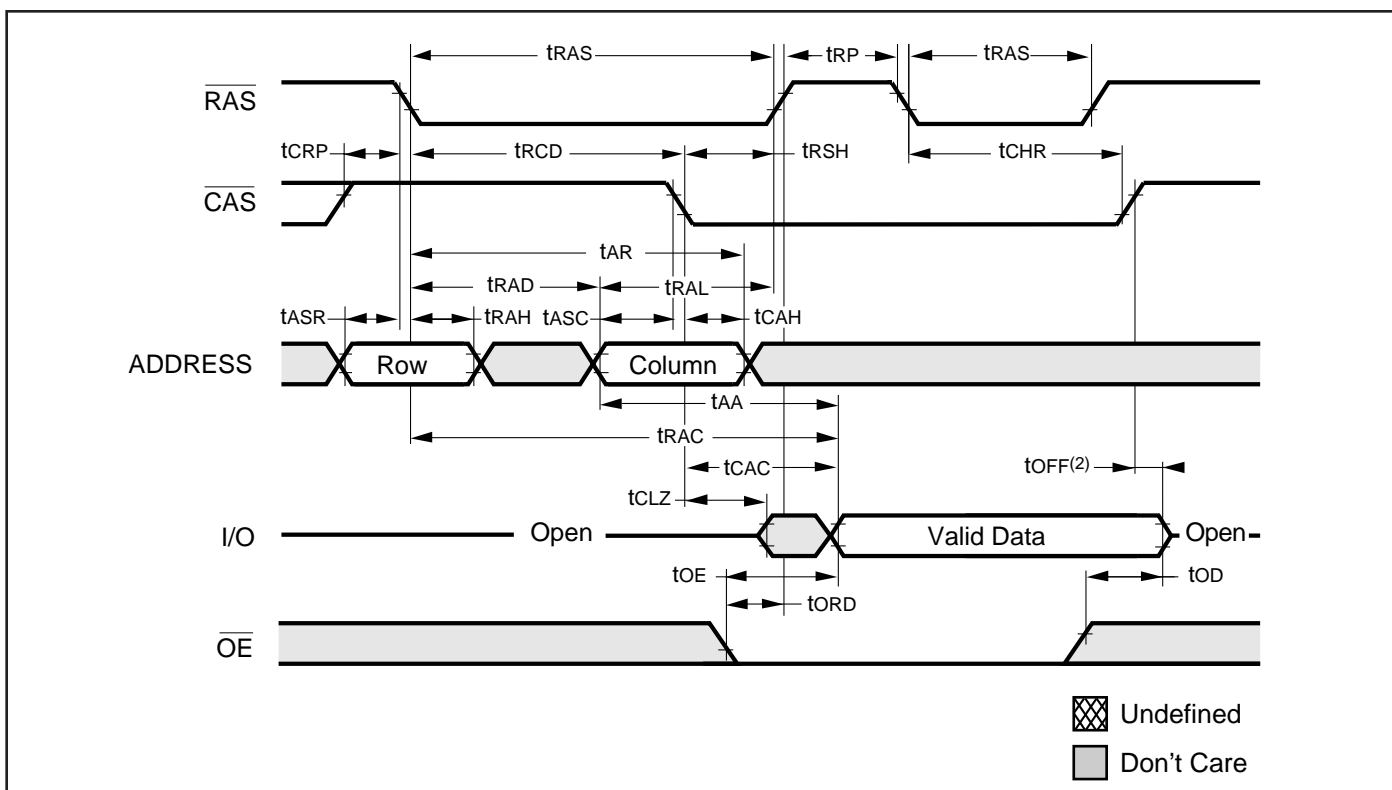 tRAS tRP tRAS
RAS
tCRP tRCD tRSH tCHR
CAS
tAR
tRAD tRAL
tASR tRAH tASC tCAH
ADDRESS Row Column
tAA
tRAC
tCAC tOFF(2)
tCLZ
I/O Open Valid Data Open
tOE tOD
tORD
OE
Undefined
Don't Care